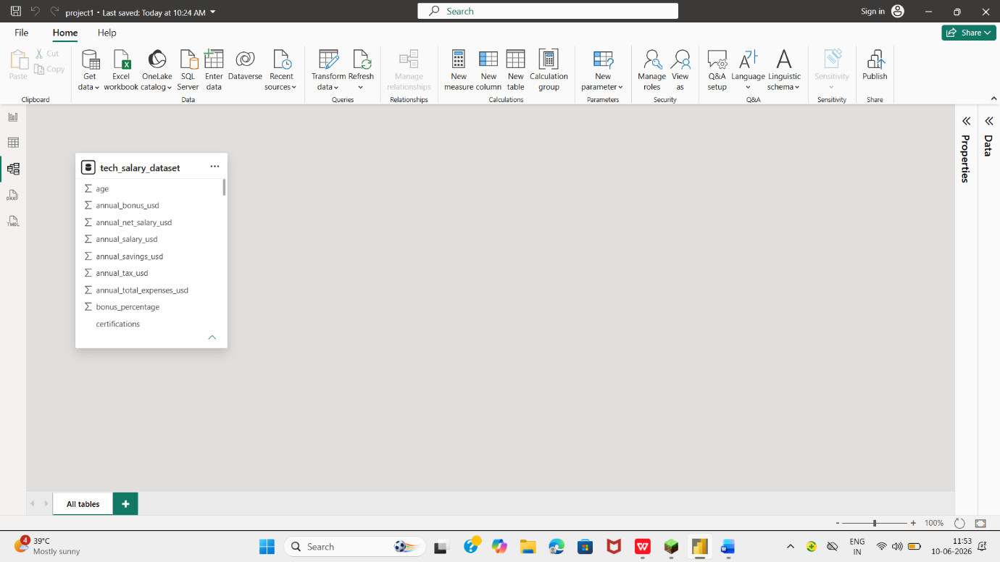 project1 • Last saved: Today at 10:24 AM
Search
Sign in
File
Home
Help
Share
Paste
Cut
Copy
Clipboard
Get data
Excel workbook
OneLake catalog
SQL Server
Enter data
Dataverse
Recent sources
Data
Transform data
Refresh
Queries
Manage relationships
Relationships
New measure
New column
New table
Calculation group
Calculations
New parameter
Parameters
Manage roles
View as
Security
Q&A setup
Language
Linguistic schema
Q&A
Sensitivity
Sensitivity
Publish
Share
DAX
TMDL
tech_salary_dataset
age
annual_bonus_usd
annual_net_salary_usd
annual_salary_usd
annual_savings_usd
annual_tax_usd
annual_total_expenses_usd
bonus_percentage
certifications
Properties
Data
All tables
100%
4
39°C
Mostly sunny
Search
ENG
IN
11:53
10-06-2026